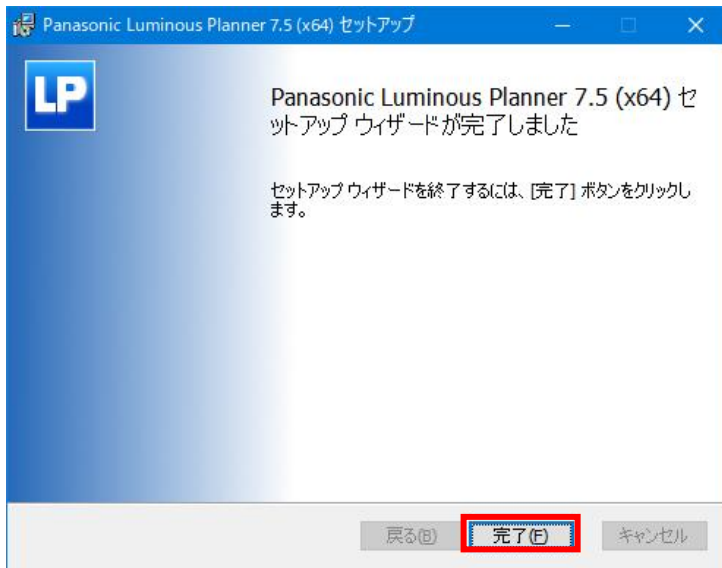 Panasonic Luminous Planner 7.5 (x64) セットアップ
LP
Panasonic Luminous Planner 7.5 (x64) セ
ットアップ ウィザードが完了しました
セットアップ ウィザードを終了するには、[完了] ボタンをクリックし
ます。
戻る(B) 完了(F) キャンセル